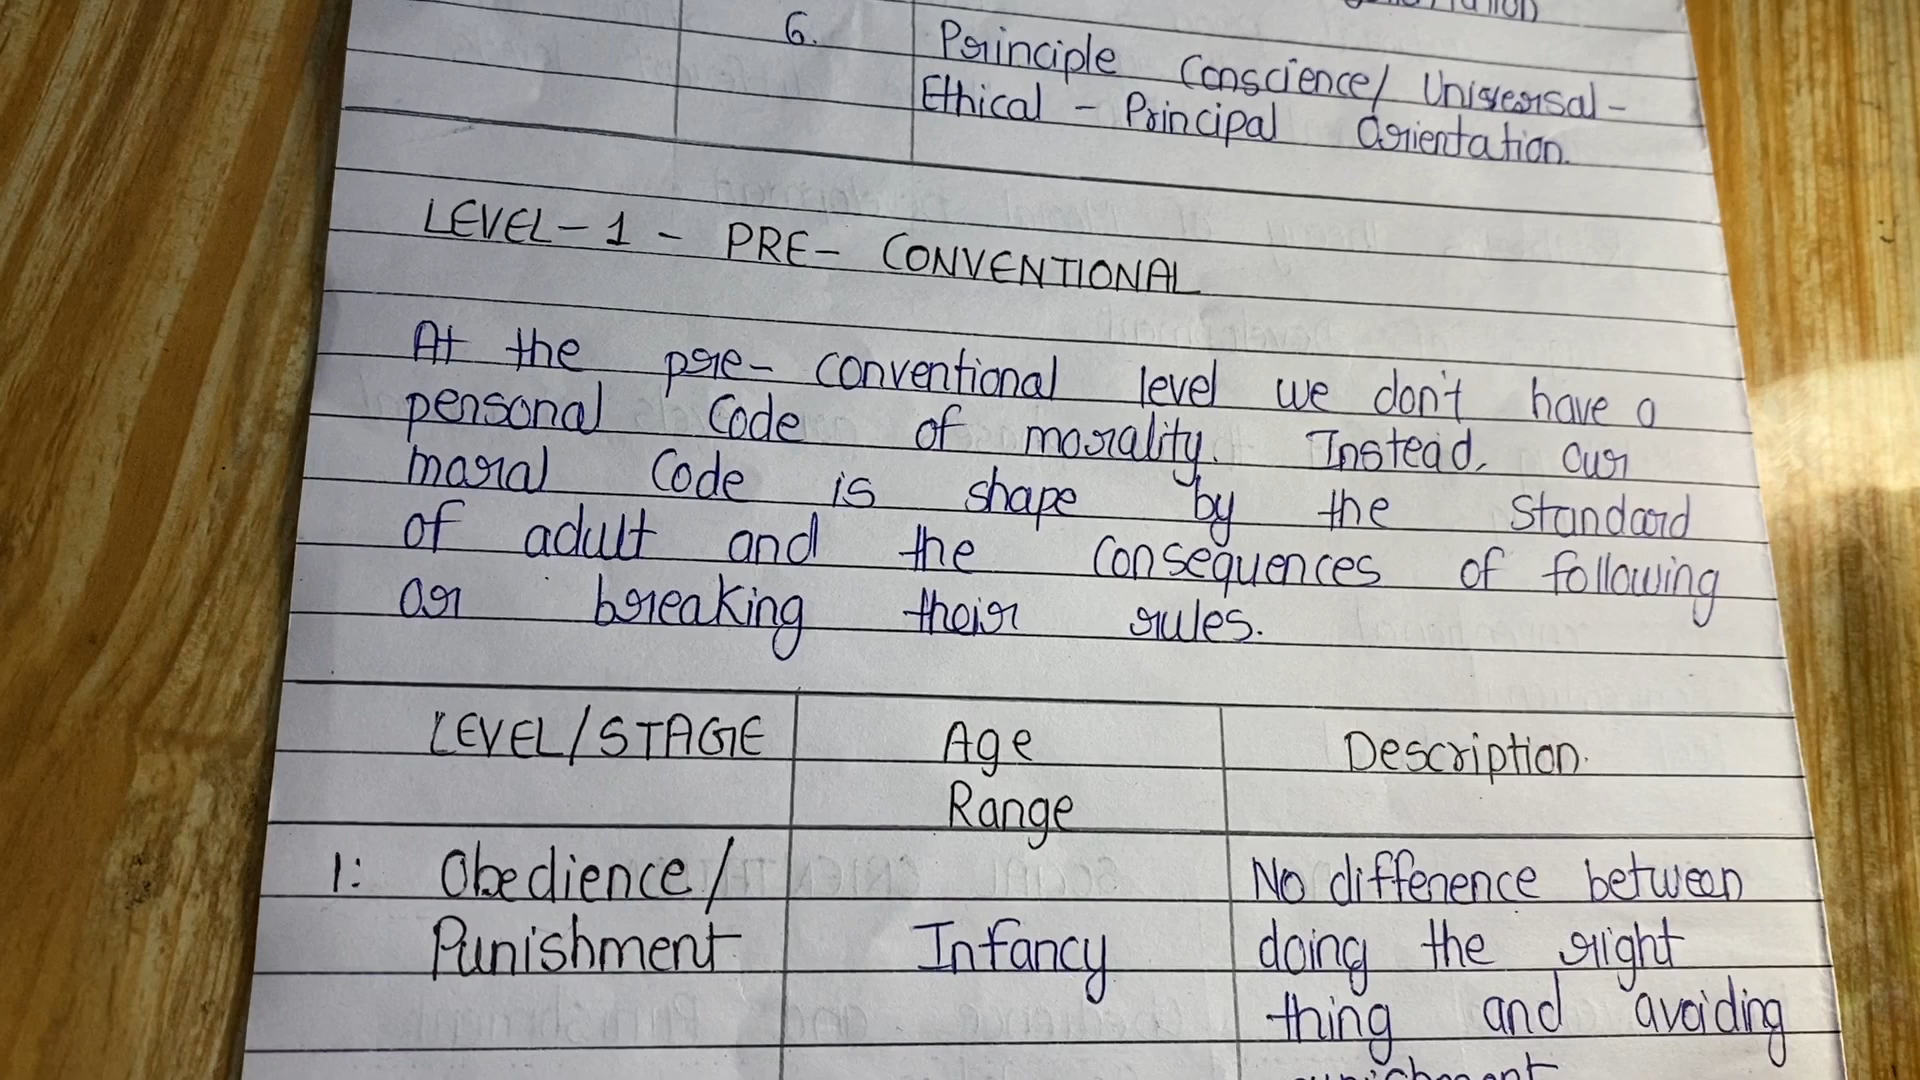 6. Principle Conscience/ Universal-
Ethical - Principal Orientation.
LEVEL-1 - PRE- CONVENTIONAL
At the pre- conventional level we don't have a
personal Code of morality. Instead, our
moral Code is shape by the Standard
of adult and the Consequences of following
or breaking their rules.
LEVEL/STAGE Age Description.
Range
1: Obedience/ No difference between
Punishment Infancy doing the right
thing and avoiding